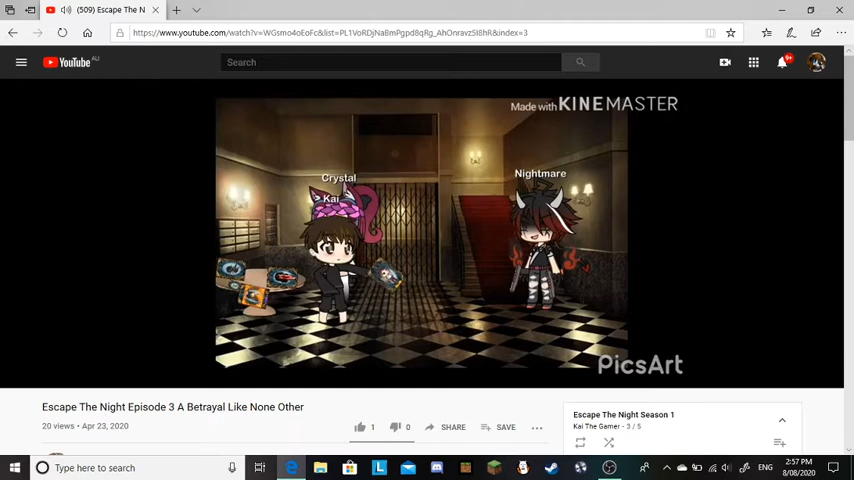 (509) Escape The N
https://www.youtube.com/watch?v=WGsmo4oEoFc&list=PL1VoRDjNaBmPgpd8qRg_AhOnravz5I8hR&index=3
YouTube AU
Search
9+
Made with KINEMASTER
Crystal
Kai
Nightmare
PicsArt
Escape The Night Episode 3 A Betrayal Like None Other
20 views • Apr 23, 2020
1
0
SHARE
SAVE
Escape The Night Season 1
Kai The Gamer - 3 / 5
Type here to search
ENG
2:57 PM
8/08/2020